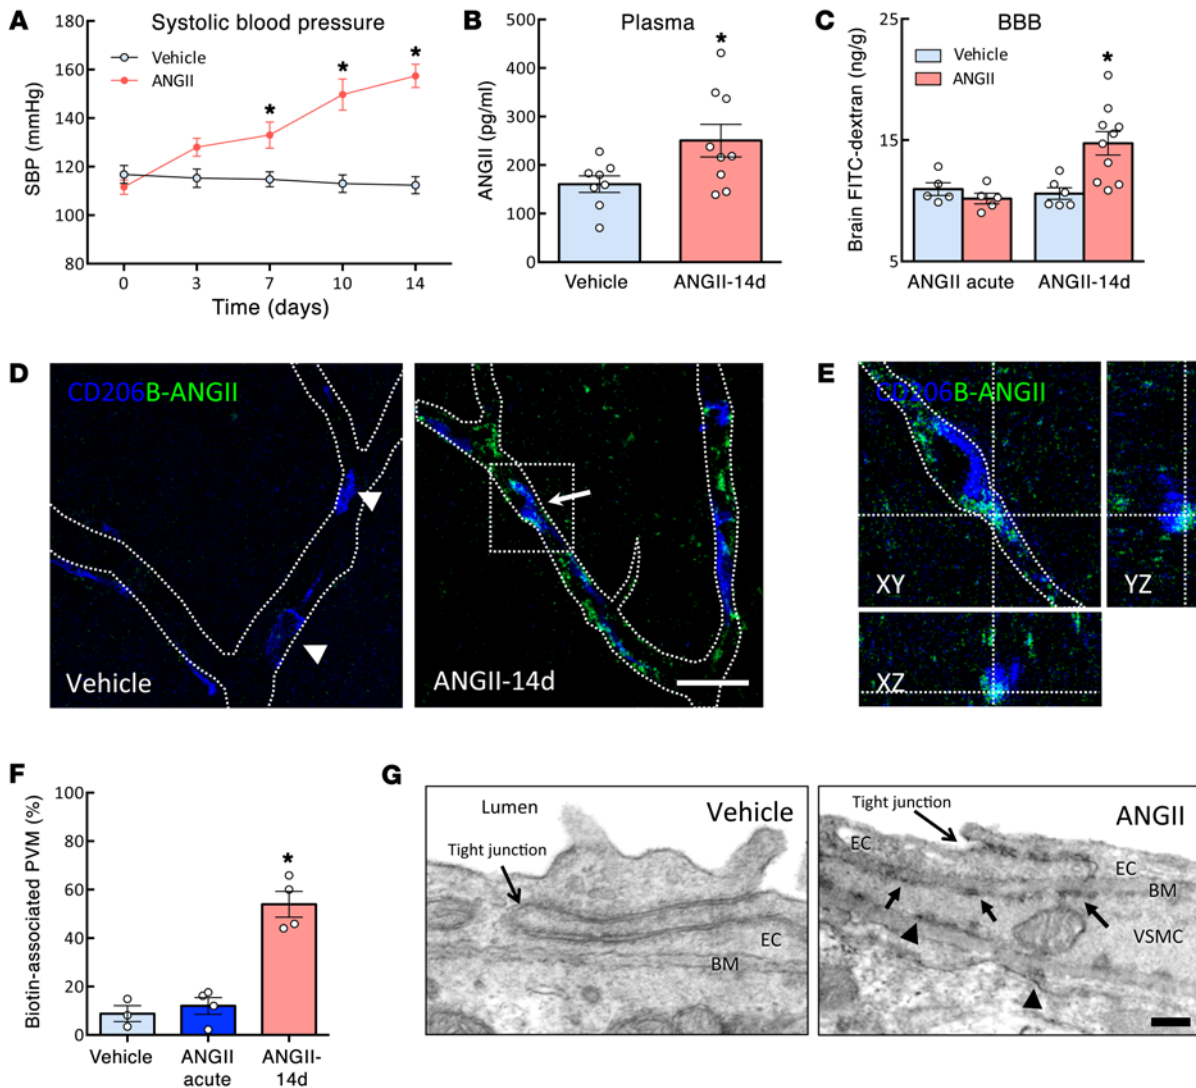 A
Systolic blood pressure
180
160
140
120
100
80
SBP (mmHg)
Vehicle
ANGII
*
*
*
0
3
7
10
14
Time (days)
B
Plasma
500
400
300
200
100
0
ANGII (pg/ml)
*
Vehicle
ANGII-14d
C
BBB
25
15
5
Brain FITC-dextran (ng/g)
Vehicle
ANGII
*
ANGII acute
ANGII-14d
D
CD206B-ANGII
Vehicle
ANGII-14d
E
CD206B-ANGII
XY
YZ
XZ
F
100
80
60
40
20
0
Biotin-associated PVM (%)
*
Vehicle
ANGII
acute
ANGII-
14d
G
Lumen
Vehicle
Tight junction
EC
BM
Tight junction
ANGII
EC
EC
BM
VSMC